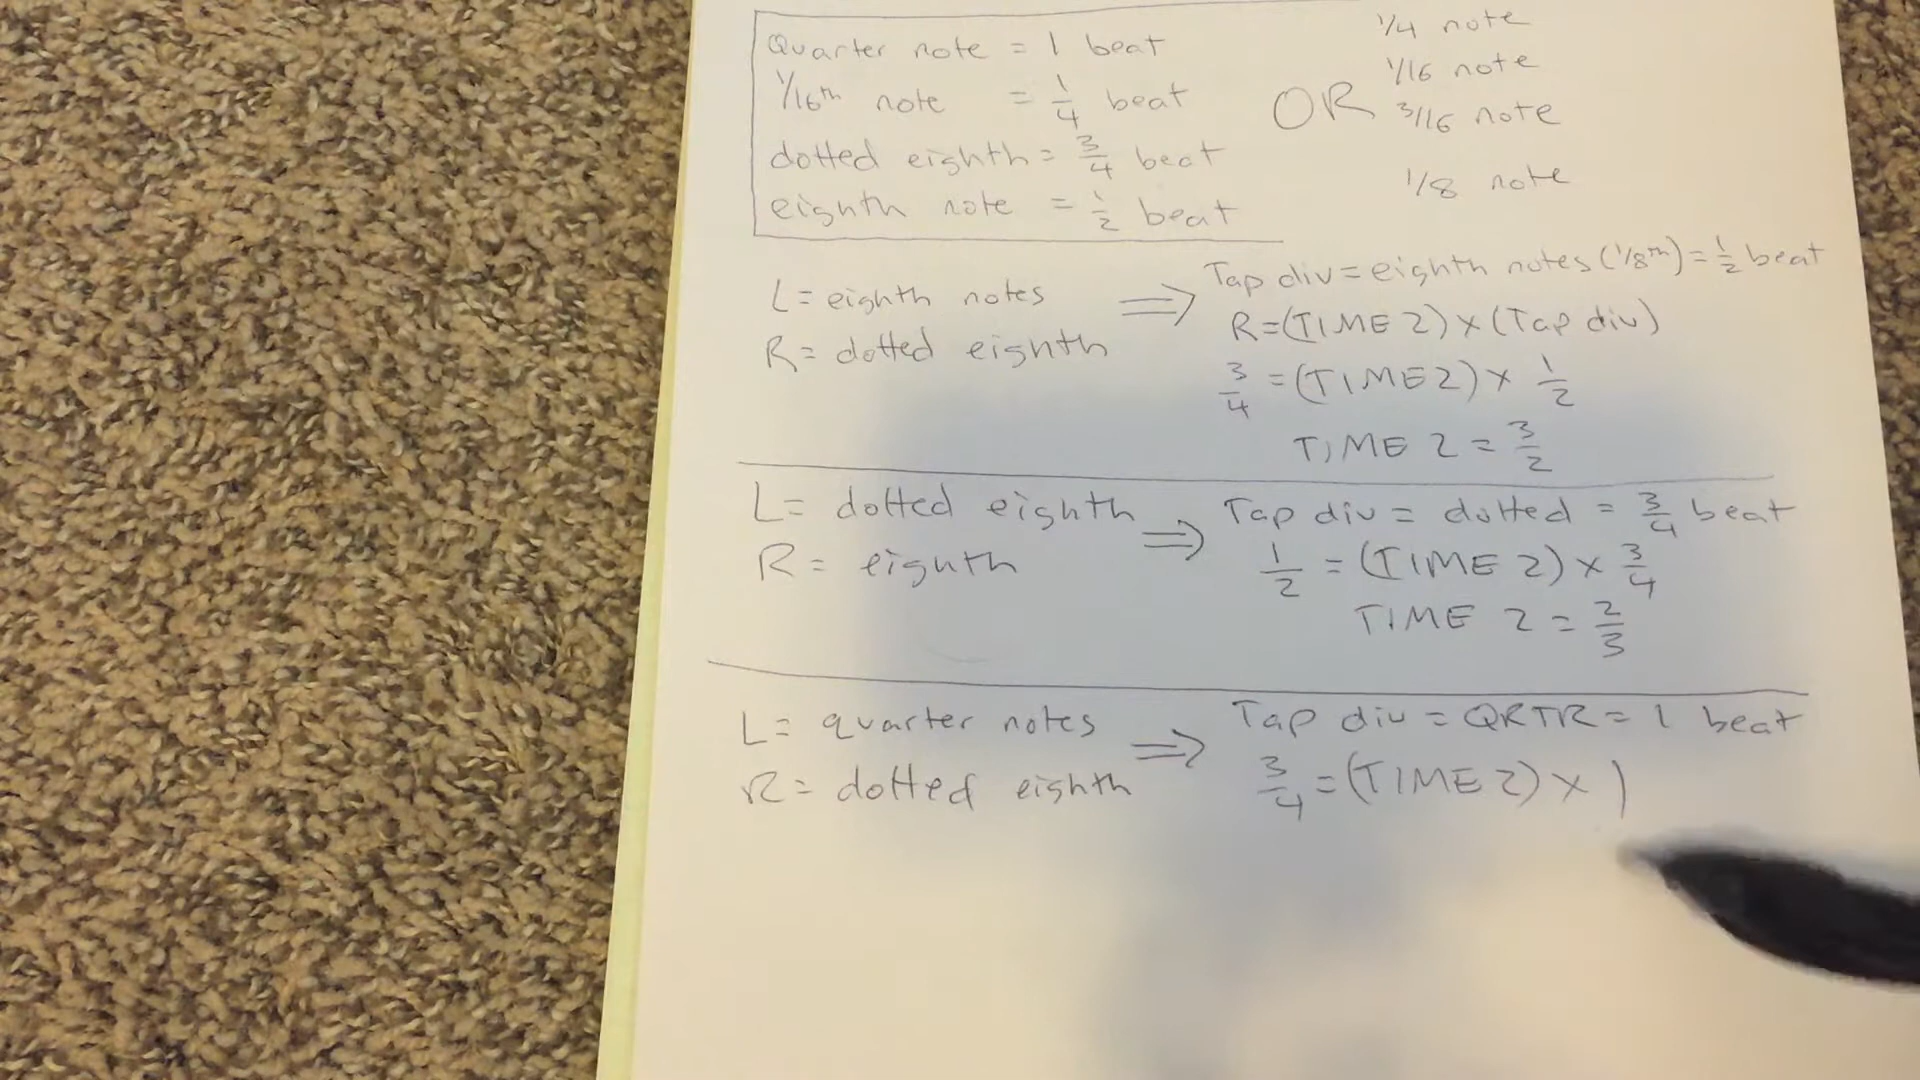 Quarter note = 1 beat
1/16th note = 1/4 beat
dotted eighth = 3/4 beat
eighth note = 1/2 beat
OR
1/4 note
1/16 note
3/16 note
1/8 note
L = eighth notes
R = dotted eighth
⇒
Tap div = eighth notes (1/8th) = 1/2 beat
R = (TIME 2) × (Tap div)
3/4 = (TIME 2) × 1/2
TIME 2 = 3/2
L = dotted eighth
R = eighth
⇒
Tap div = dotted = 3/4 beat
1/2 = (TIME 2) × 3/4
TIME 2 = 2/3
L = quarter notes
R = dotted eighth
⇒
Tap div = QRTR = 1 beat
3/4 = (TIME 2) × 1